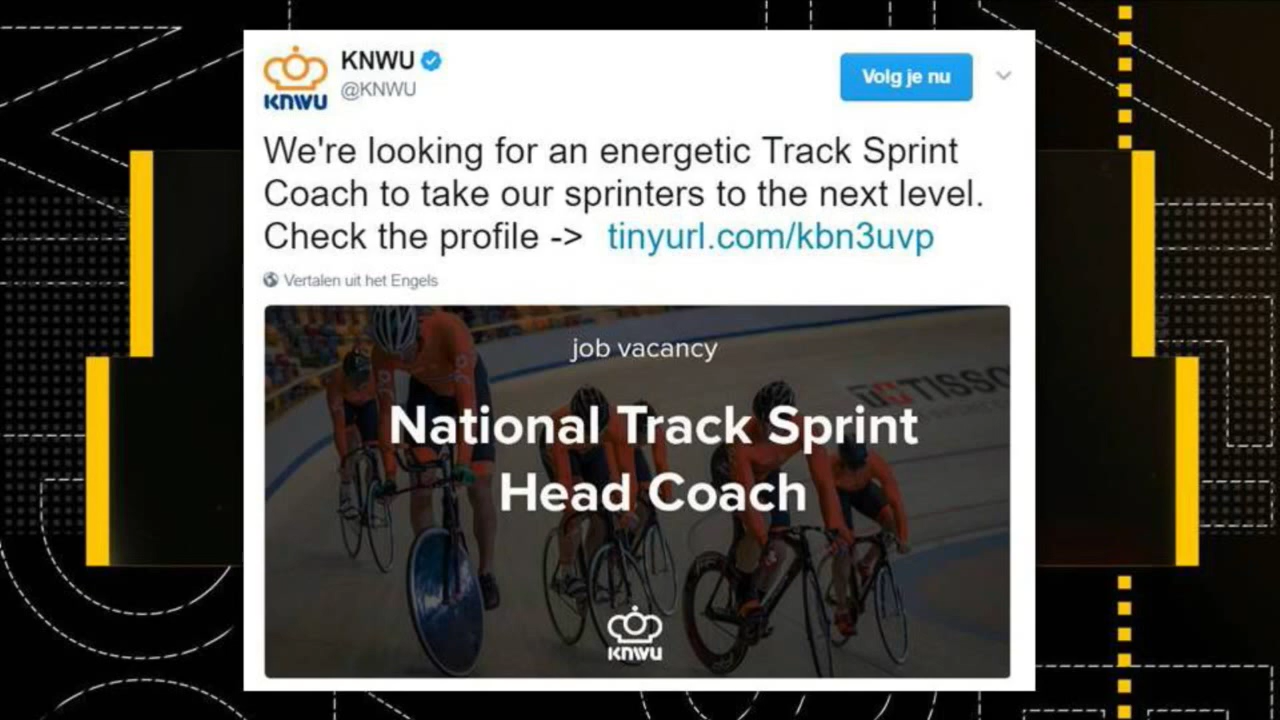 KNWU
@KNWU
KNWU
Volg je nu
We're looking for an energetic Track Sprint
Coach to take our sprinters to the next level.
Check the profile -> tinyurl.com/kbn3uvp
Vertalen uit het Engels
job vacancy
TISSO
National Track Sprint
Head Coach
KNWU